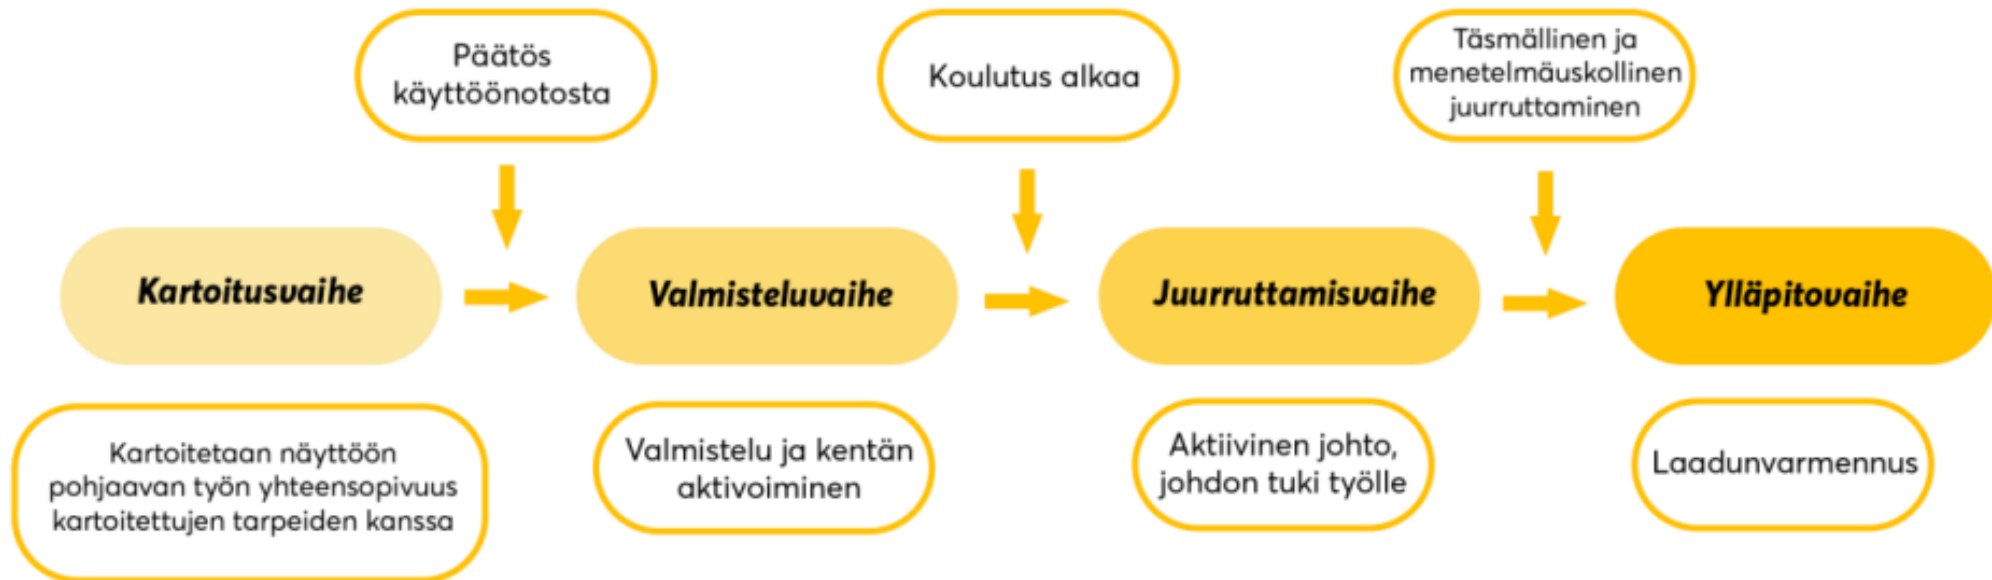 Päätös
käyttöönotosta
Koulutus alkaa
Täsmällinen ja
menetelmäuskollinen
juurruttaminen
Kartoitusvaihe
Valmisteluvaihe
Juurruttamisvaihe
Ylläpitovaihe
Kartoitetaan näyttöön
pohjaavan työn yhteensopivuus
kartoitettujen tarpeiden kanssa
Valmistelu ja kentän
aktivoiminen
Aktiivinen johto,
johdon tuki työlle
Laadunvarmennus